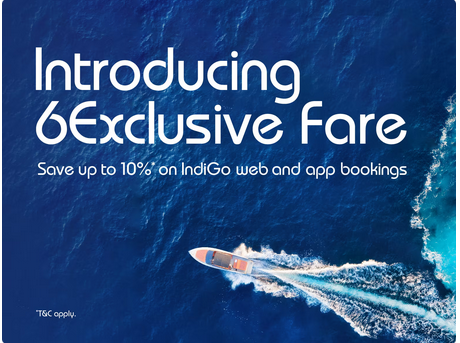 Introducing
6Exclusive Fare
Save up to 10%* on IndiGo web and app bookings
*T&C apply.